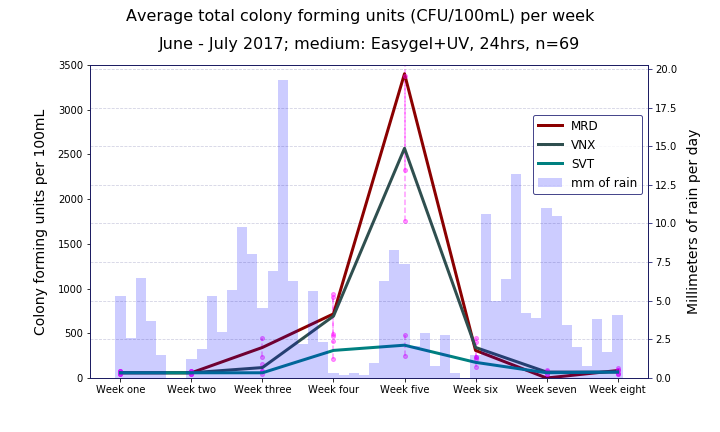 Average total colony forming units (CFU/100mL) per week
June - July 2017; medium: Easygel+UV, 24hrs, n=69
Colony forming units per 100mL
3500
3000
2500
2000
1500
1000
500
0
20.0
17.5
15.0
12.5
10.0
7.5
5.0
2.5
0.0
Millimeters of rain per day
MRD
VNX
SVT
mm of rain
Week one Week two Week three Week four Week five Week six Week seven Week eight